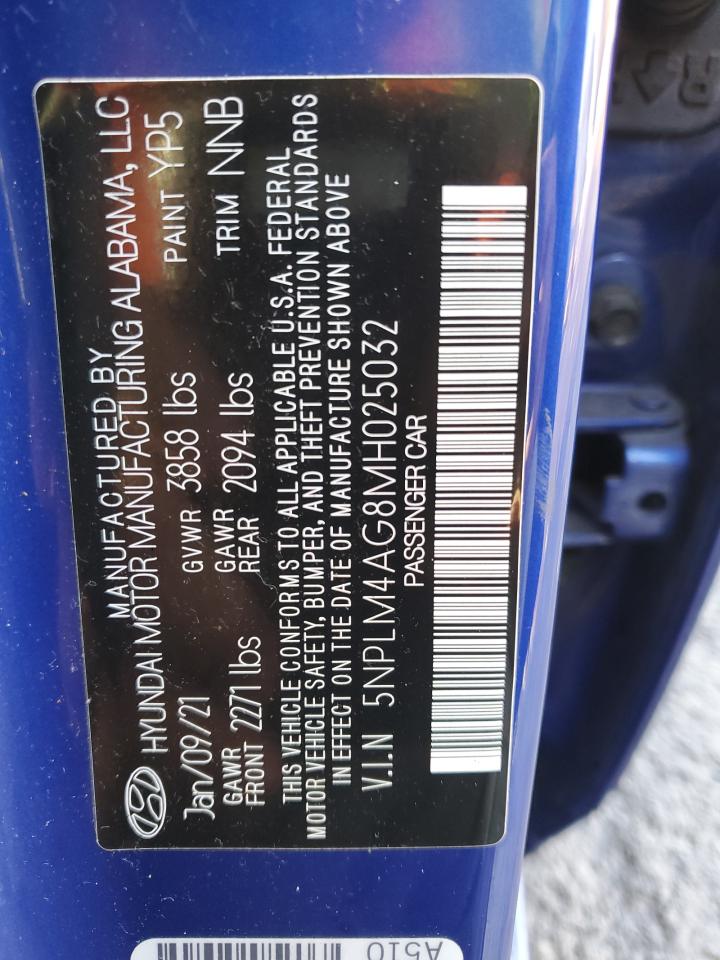 MANUFACTURED BY
HYUNDAI MOTOR MANUFACTURING ALABAMA, LLC
Jan/09/21 GVWR 3858 lbs PAINT YP5
GAWR FRONT 2271 lbs GAWR REAR 2094 lbs TRIM NNB
THIS VEHICLE CONFORMS TO ALL APPLICABLE U.S.A. FEDERAL
MOTOR VEHICLE SAFETY, BUMPER, AND THEFT PREVENTION STANDARDS
IN EFFECT ON THE DATE OF MANUFACTURE SHOWN ABOVE
V.I.N 5NPLM4AG8MH025032
PASSENGER CAR
A510